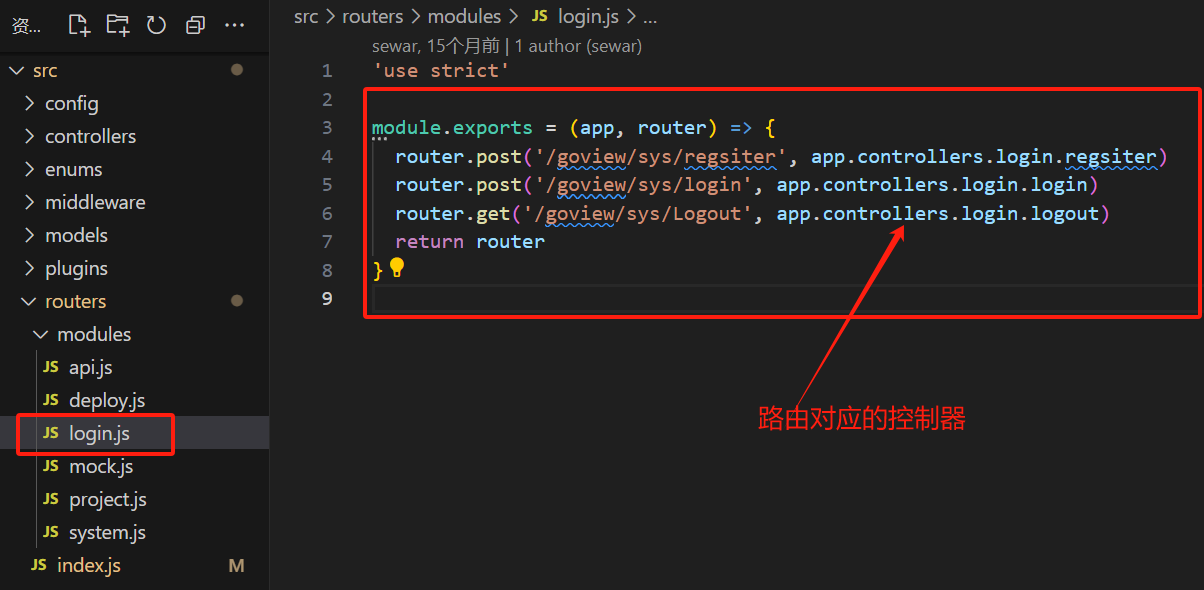 资...
src > routers > modules > JS login.js > ...
sewar, 15个月前 | 1 author (sewar)
src
config
controllers
enums
middleware
models
plugins
routers
modules
JS api.js
JS deploy.js
JS login.js
JS mock.js
JS project.js
JS system.js
JS index.js M
1 'use strict'
2
3 module.exports = (app, router) => {
4 router.post('/goview/sys/regsiter', app.controllers.login.regsiter)
5 router.post('/goview/sys/login', app.controllers.login.login)
6 router.get('/goview/sys/Logout', app.controllers.login.logout)
7 return router
8 }
9
路由对应的控制器